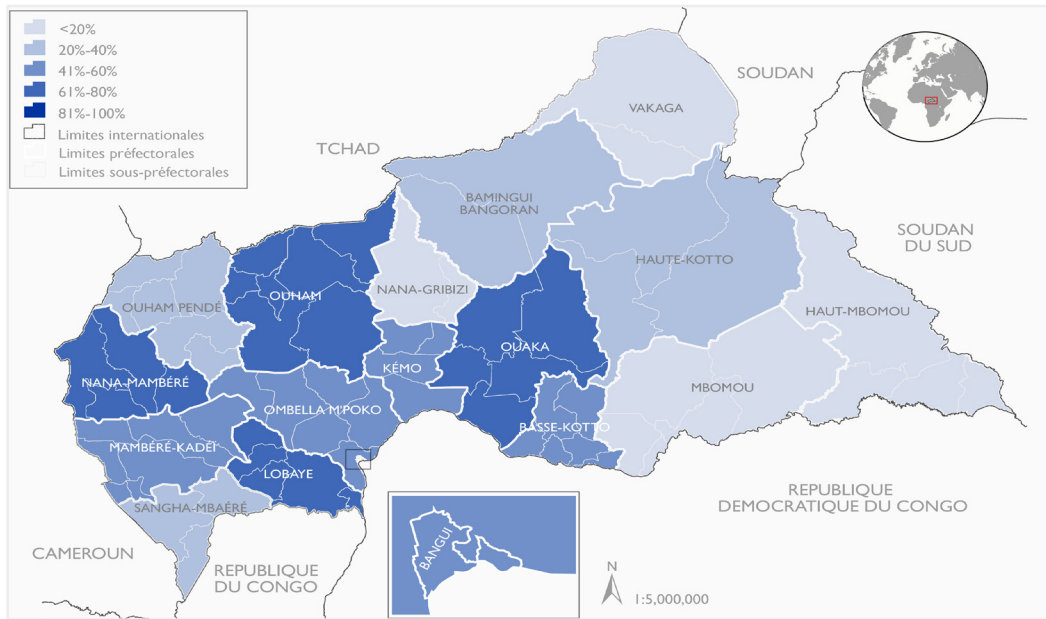 <20%
20%-40%
41%-60%
61%-80%
81%-100%
Limites internationales
Limites préfectorales
Limites sous-préfectorales
SOUDAN
VAKAGA
TCHAD
BAMINGUI
BANGORAN
SOUDAN
DU SUD
HAUTE-KOTTO
NANA-GRIBIZI
OUHAM
OUHAM PENDÉ
HAUT-MBOMOU
OUAKA
KÉMO
NANA-MAMBÉRÉ
MBOMOU
OMBELLA M'POKO
BASSE-KOTTO
MAMBÉRÉ-KADÉÏ
LOBAYE
SANGHA-MBAÉRÉ
REPUBLIQUE
DEMOCRATIQUE DU CONGO
CAMEROUN
REPUBLIQUE
DU CONGO
BANGUI
N
1:5,000,000